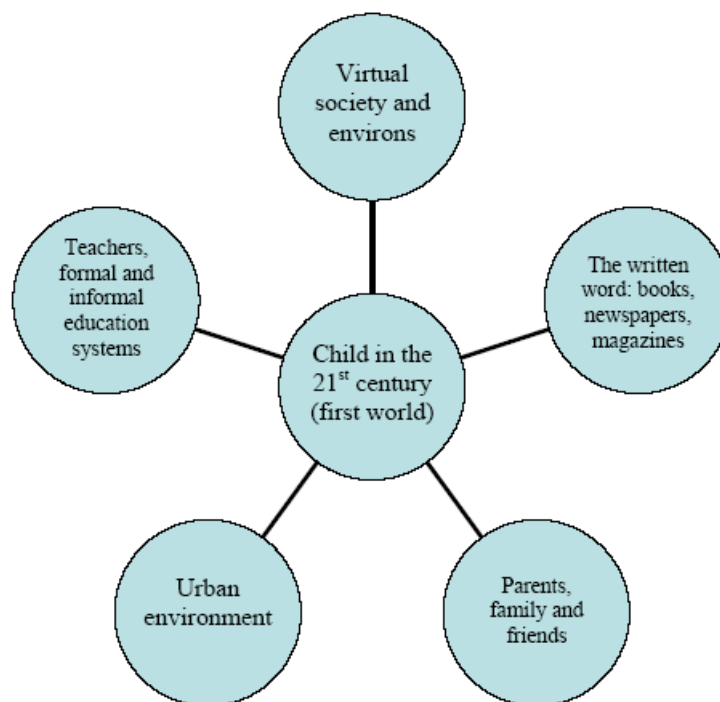 Virtual
society and
environs
Teachers,
formal and
informal
education
systems
The written
word: books,
newspapers,
magazines
Child in the
21st century
(first world)
Urban
environment
Parents,
family and
friends